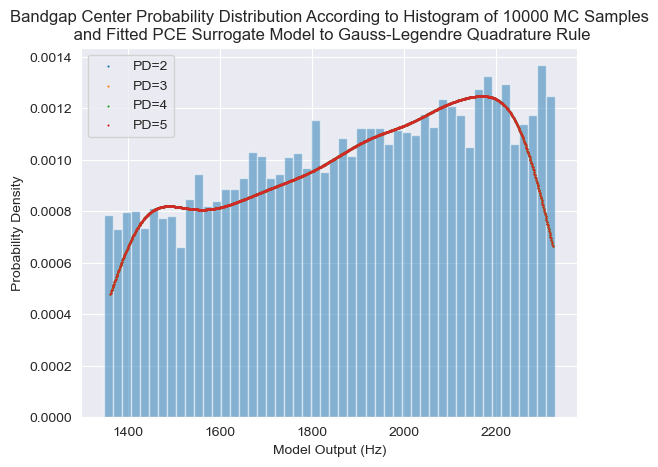 Bandgap Center Probability Distribution According to Histogram of 10000 MC Samples
and Fitted PCE Surrogate Model to Gauss-Legendre Quadrature Rule
0.0014
0.0012
0.0010
0.0008
0.0006
0.0004
0.0002
0.0000
Probability Density
PD=2
PD=3
PD=4
PD=5
1400
1600
1800
2000
2200
Model Output (Hz)